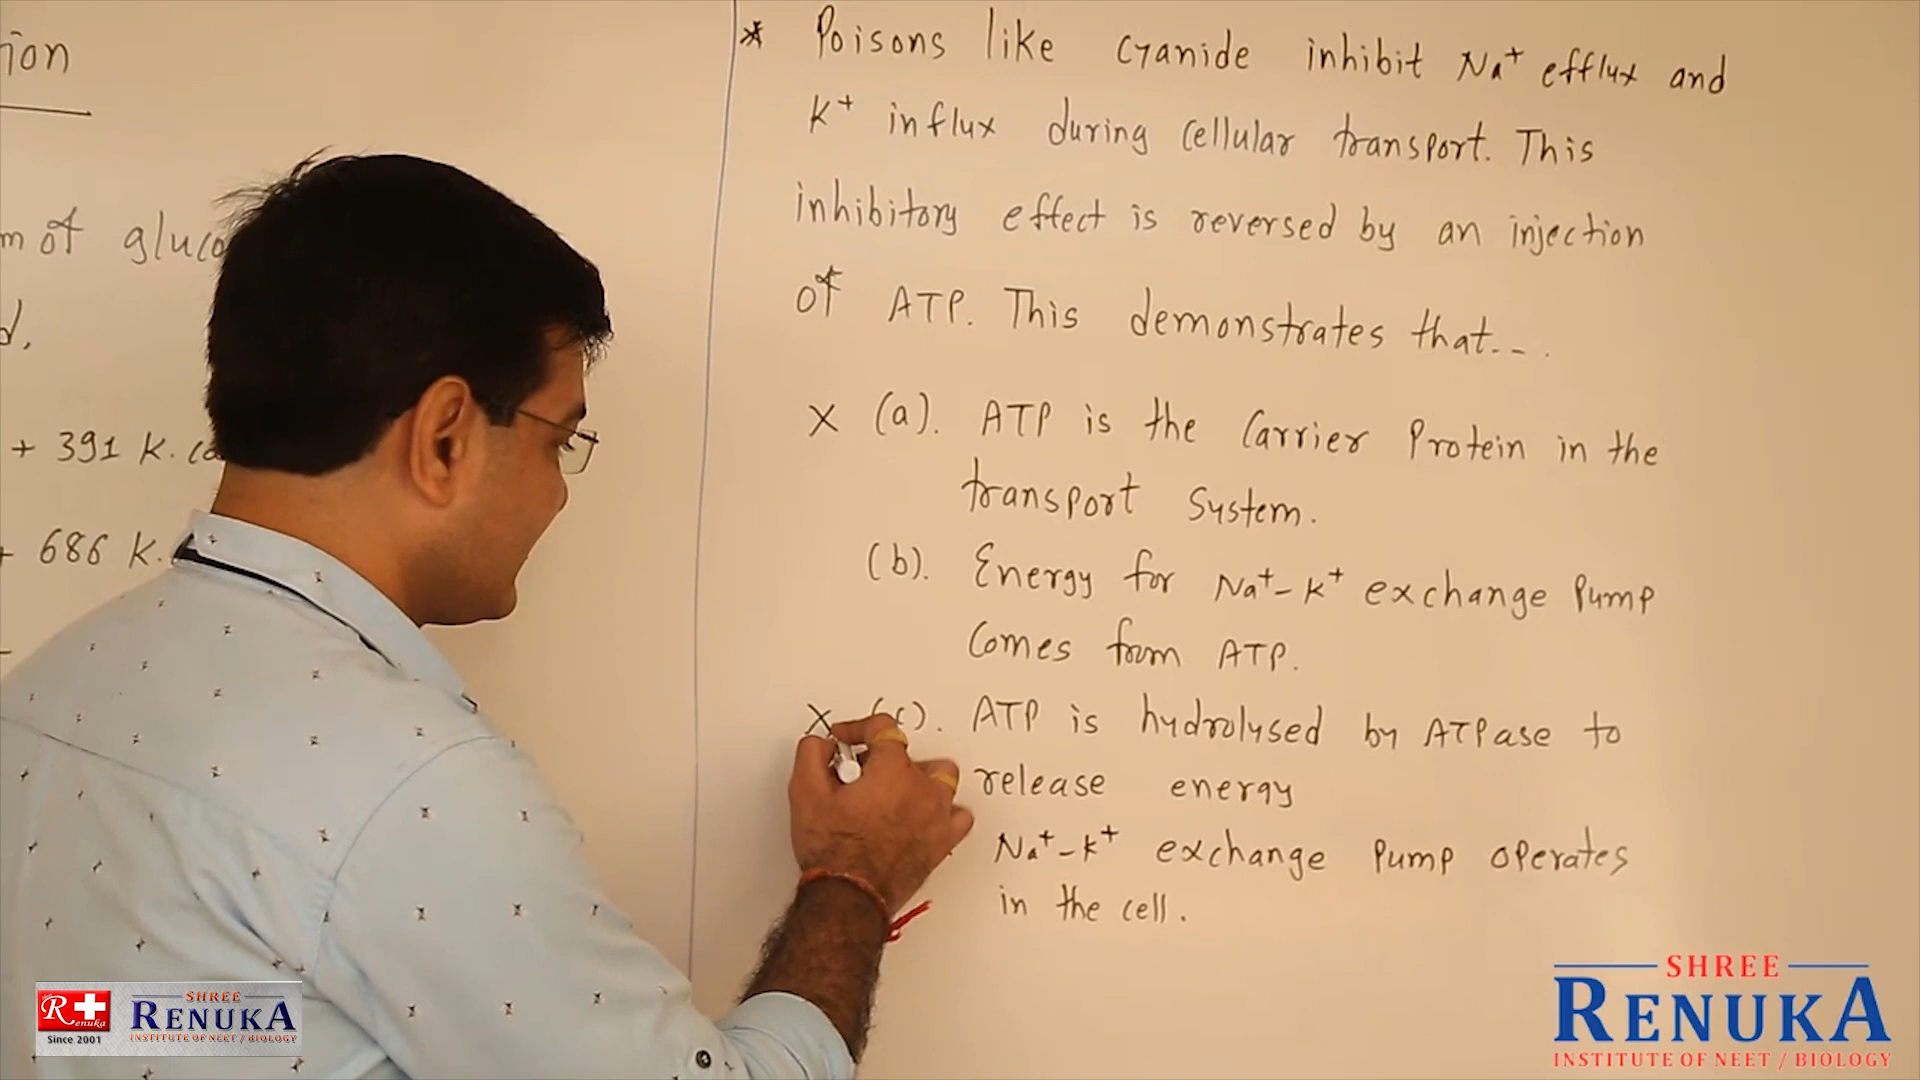 ion
m of
d,
+ 391 K.
+ 686 K.
* Poisons like cyanide inhibit Na+ efflux and
K+ influx during cellular transport. This
inhibitory effect is reversed by an injection
of ATP. This demonstrates that...
X (a). ATP is the Carrier Protein in the
transport System.
(b). Energy for Na+-K+ exchange Pump
Comes from ATP.
X (c). ATP is hydrolysed by ATPase to
release energy
Na+-K+ exchange Pump operates
in the cell.
R+
Renuka
Since 2001
SHREE
RENUKA
INSTITUTE OF NEET / BIOLOGY
SHREE
RENUKA
INSTITUTE OF NEET / BIOLOGY